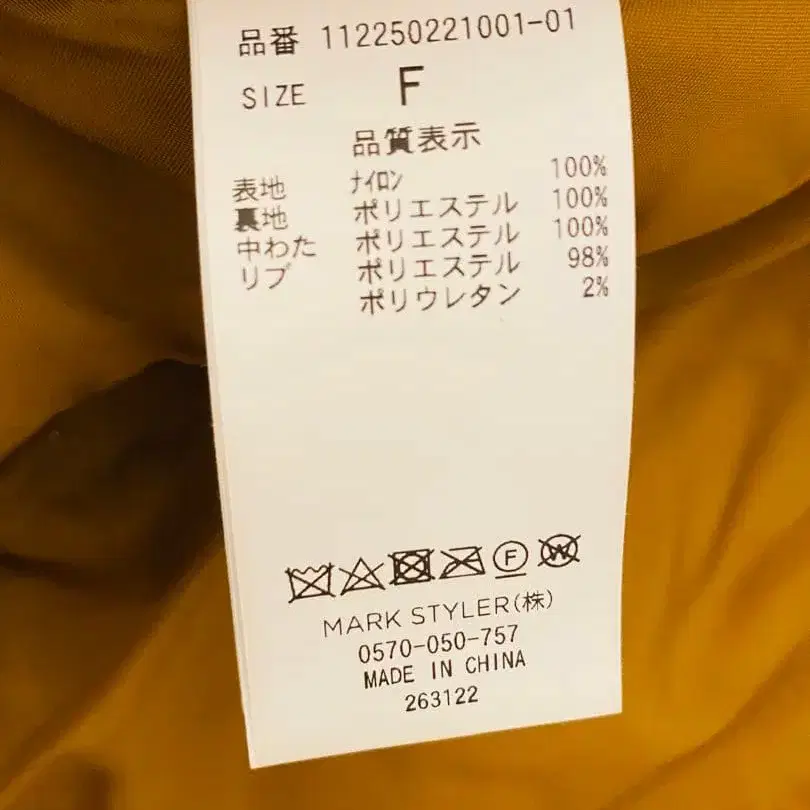 品番 112250221001-01
SIZE F
品質表示
表地 ナイロン 100%
裏地 ポリエステル 100%
中わた ポリエステル 100%
リブ ポリエステル 98%
ポリウレタン 2%
F W
MARK STYLER(株)
0570-050-757
MADE IN CHINA
263122